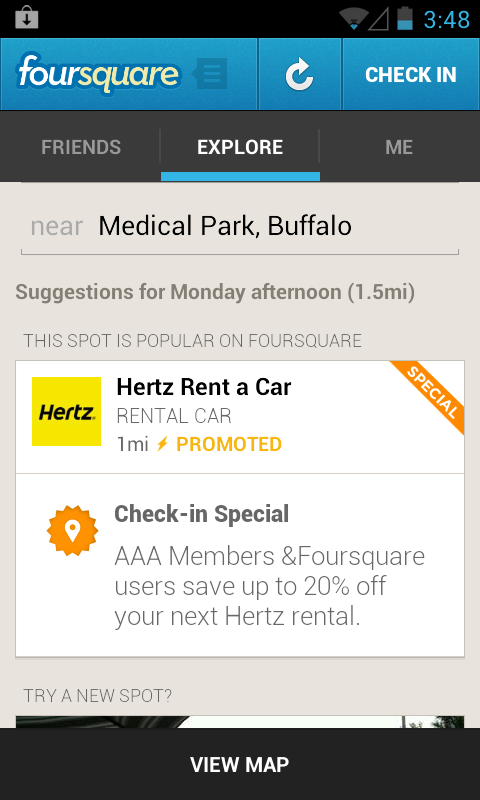 3:48
foursquare
CHECK IN
FRIENDS
EXPLORE
ME
near Medical Park, Buffalo
Suggestions for Monday afternoon (1.5mi)
THIS SPOT IS POPULAR ON FOURSQUARE
Hertz
Hertz Rent a Car
SPECIAL
RENTAL CAR
1mi PROMOTED
Check-in Special
AAA Members &Foursquare
users save up to 20% off
your next Hertz rental.
TRY A NEW SPOT?
VIEW MAP